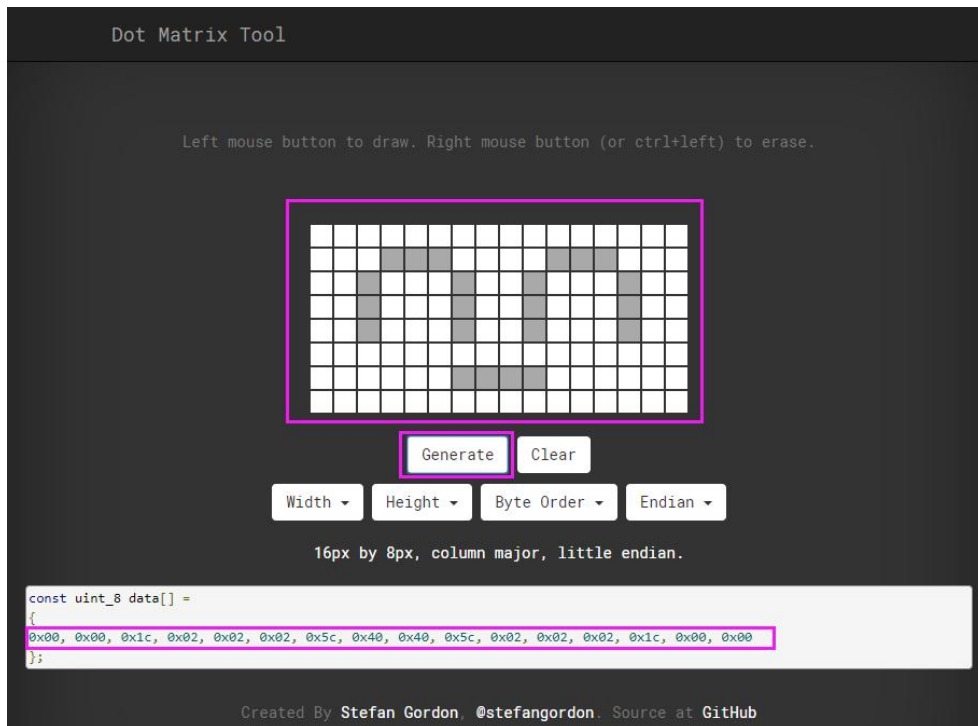 Dot Matrix Tool
Left mouse button to draw. Right mouse button (or ctrl+left) to erase.
Generate Clear
Width Height Byte Order Endian
16px by 8px, column major, little endian.
const uint_8 data[] =
{
0x00, 0x00, 0x1c, 0x02, 0x02, 0x02, 0x5c, 0x40, 0x40, 0x5c, 0x02, 0x02, 0x02, 0x1c, 0x00, 0x00
};
Created By Stefan Gordon, @stefangordon. Source at GitHub